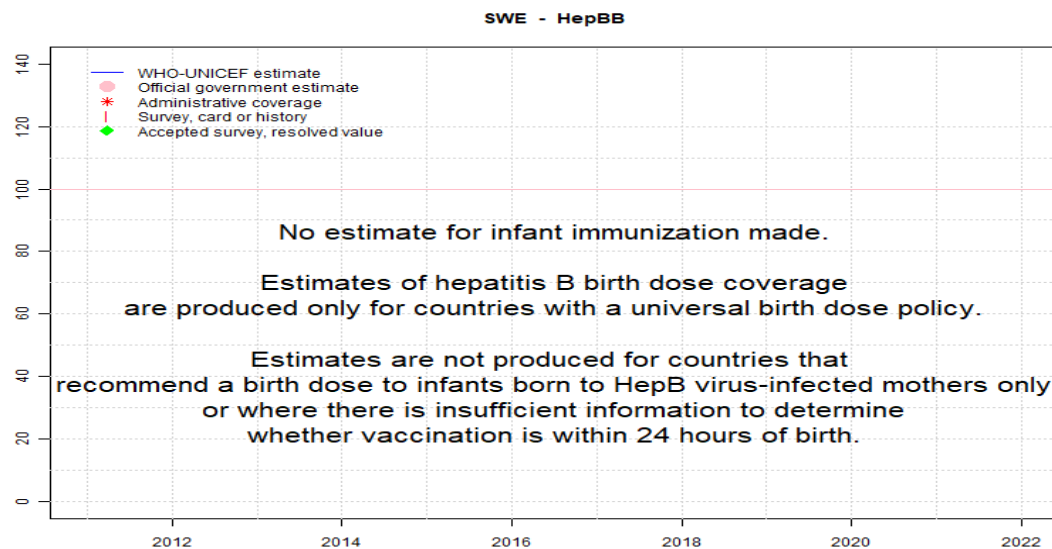 SWE - HepBB
WHO-UNICEF estimate
Official government estimate
Administrative coverage
Survey, card or history
Accepted survey, resolved value
No estimate for infant immunization made.
Estimates of hepatitis B birth dose coverage
are produced only for countries with a universal birth dose policy.
Estimates are not produced for countries that
recommend a birth dose to infants born to HepB virus-infected mothers only
or where there is insufficient information to determine
whether vaccination is within 24 hours of birth.
140
120
100
80
60
40
20
0
2012 2014 2016 2018 2020 2022